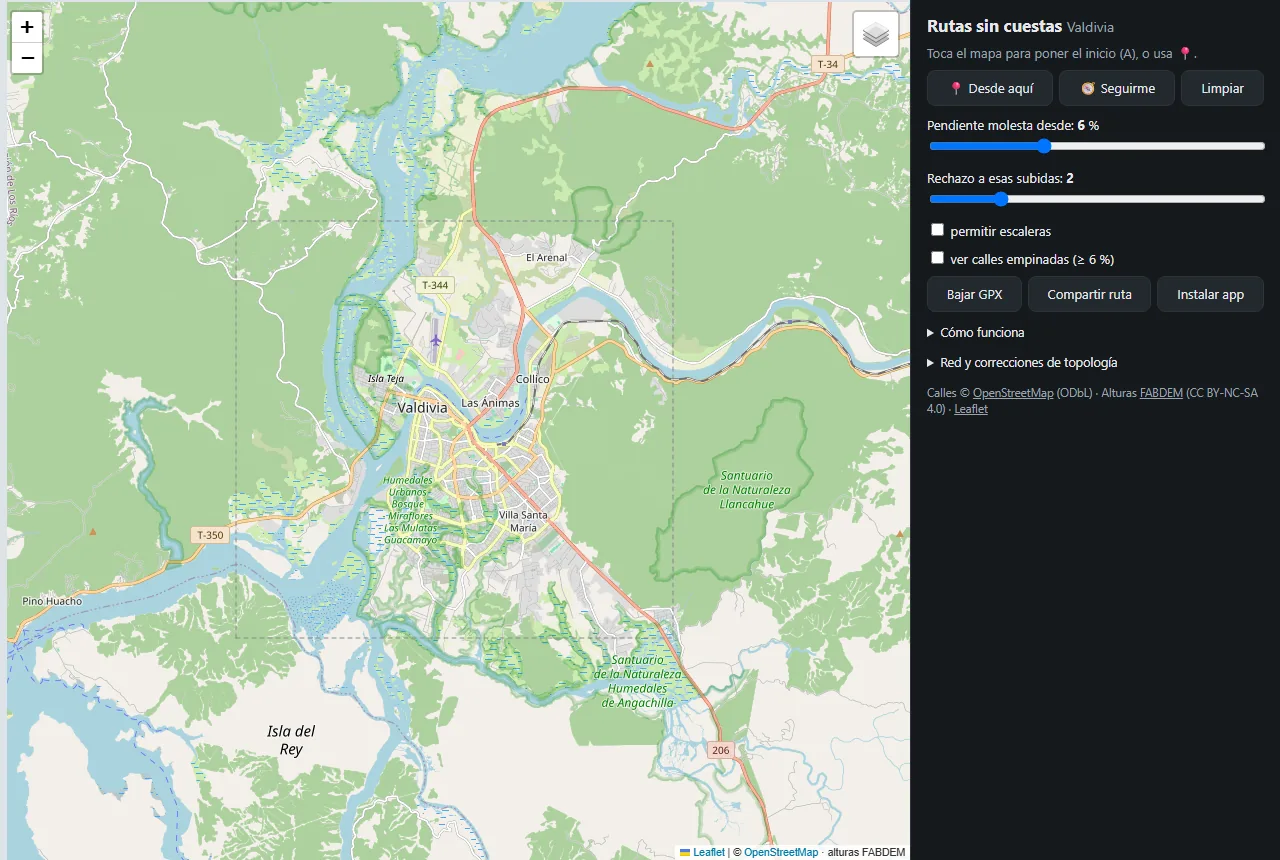 +
−
T-34
ón de Los Ríos
El Arenal
T-344
Isla Teja
Collico
Valdivia
Las Ánimas
Humedales
Urbanos
Bosque
Miraflores
Las Mulatas
Guacamayo
Santuario
de la Naturaleza
Llancahue
Villa Santa
María
T-350
Pino Huacho
Santuario
de la Naturaleza
Humedales
de Angachilla
Isla del
Rey
206
Leaflet | © OpenStreetMap · alturas FABDEM
Rutas sin cuestas Valdivia
Toca el mapa para poner el inicio (A), o usa 📍.
📍 Desde aquí
🧭 Seguirme
Limpiar
Pendiente molesta desde: 6 %
Rechazo a esas subidas: 2
permitir escaleras
ver calles empinadas (≥ 6 %)
Bajar GPX
Compartir ruta
Instalar app
▶ Cómo funciona
▶ Red y correcciones de topología
Calles © OpenStreetMap (ODbL) · Alturas FABDEM (CC BY-NC-SA
4.0) · Leaflet